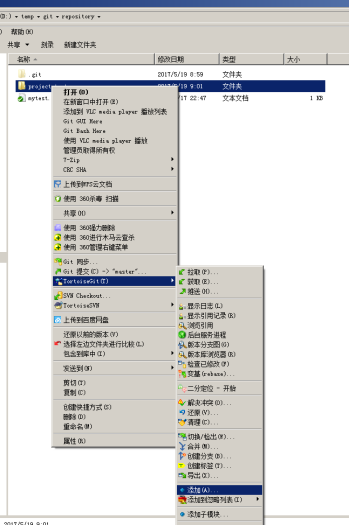 :) ▾ temp ▾ git ▾ repository ▾
) 帮助(H)
共享 ▾ 刻录 新建文件夹
名称 修改日期 类型 大小
.git 2017/5/19 8:59 文件夹
project 2017/5/19 9:01 文件夹
mytest. /17 22:47 文本文档 1 KB
打开(O)
在新窗口中打开(E)
添加到 VLC media player 播放列表
Git GUI Here
Git Bash Here
使用 VLC media player 播放
管理员取得所有权
7-Zip
CRC SHA
上传到WPS云文档
使用 360杀毒 扫描
共享(H)
使用 360强力删除
使用 360进行木马云查杀
使用 360管理右键菜单
Git 同步...
Git 提交(C) -> "master"...
TortoiseGit(T)
SVN Checkout...
TortoiseSVN
上传到百度网盘
还原以前的版本(V)
选择左边文件夹进行比较(L)
包含到库中(I)
发送到(N)
剪切(T)
复制(C)
创建快捷方式(S)
删除(D)
重命名(M)
属性(R)
拉取(P)...
获取(E)...
推送(H)...
显示日志(L)
显示引用记录(R)
浏览引用
后台服务进程
版本分支图(G)
版本库浏览器(R)
检查已修改(F)
变基(rebase)...
二分定位 - 开始
解决冲突(O)...
还原(V)...
清理(C)...
切换/检出(W)...
合并(M)...
创建分支(B)...
创建标签(T)...
导出(X)...
添加(A)...
添加到忽略列表(I)
添加子模块...
2017/5/19 9:01